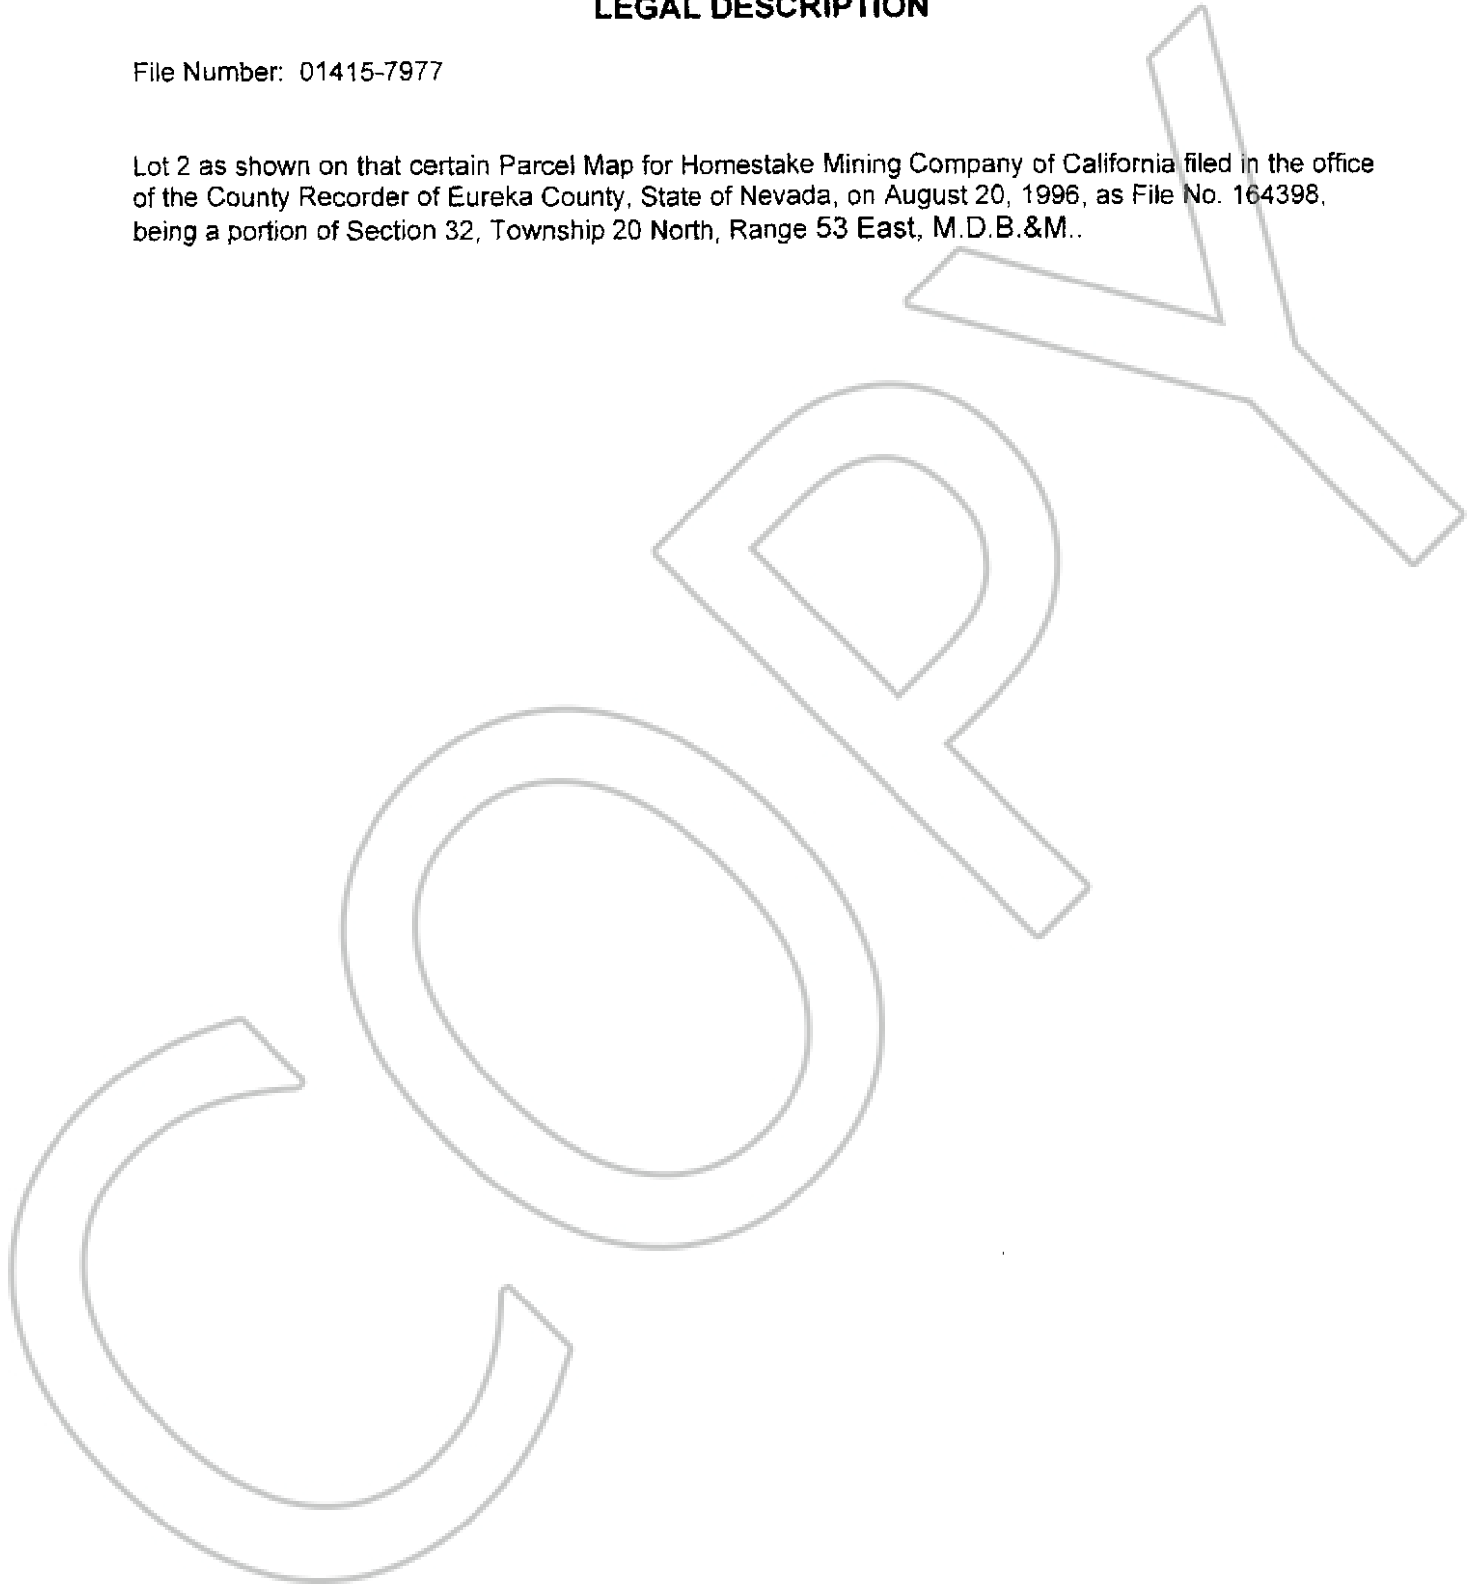 LEGAL DESCRIPTION
File Number: 01415-7977
Lot 2 as shown on that certain Parcel Map for Homestake Mining Company of California filed in the office
of the County Recorder of Eureka County, State of Nevada, on August 20, 1996, as File No. 164398,
being a portion of Section 32, Township 20 North, Range 53 East, M.D.B.&M..
COPY